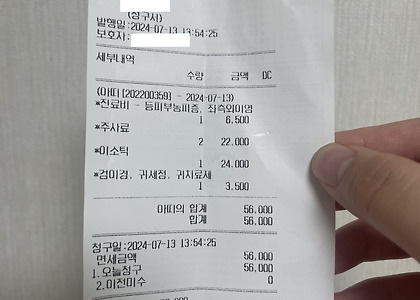 (청구서)
발행일:2024-07-13 13:54:25
보호자:
세부내역
수량 금액 DC
(아띠[202200359] - 2024-07-13)
*진료비 - 등피부농피증, 좌측외이염
1 6,500
*주사료
2 22,000
*이소틱
1 24,000
*검이경, 귀세정, 귀치료제
1 3,500
아띠의 합계 56,000
합계 56,000
청구일:2024-07-13 13:54:25
면세금액 56,000
1.오늘청구 56,000
2.이전미수 0